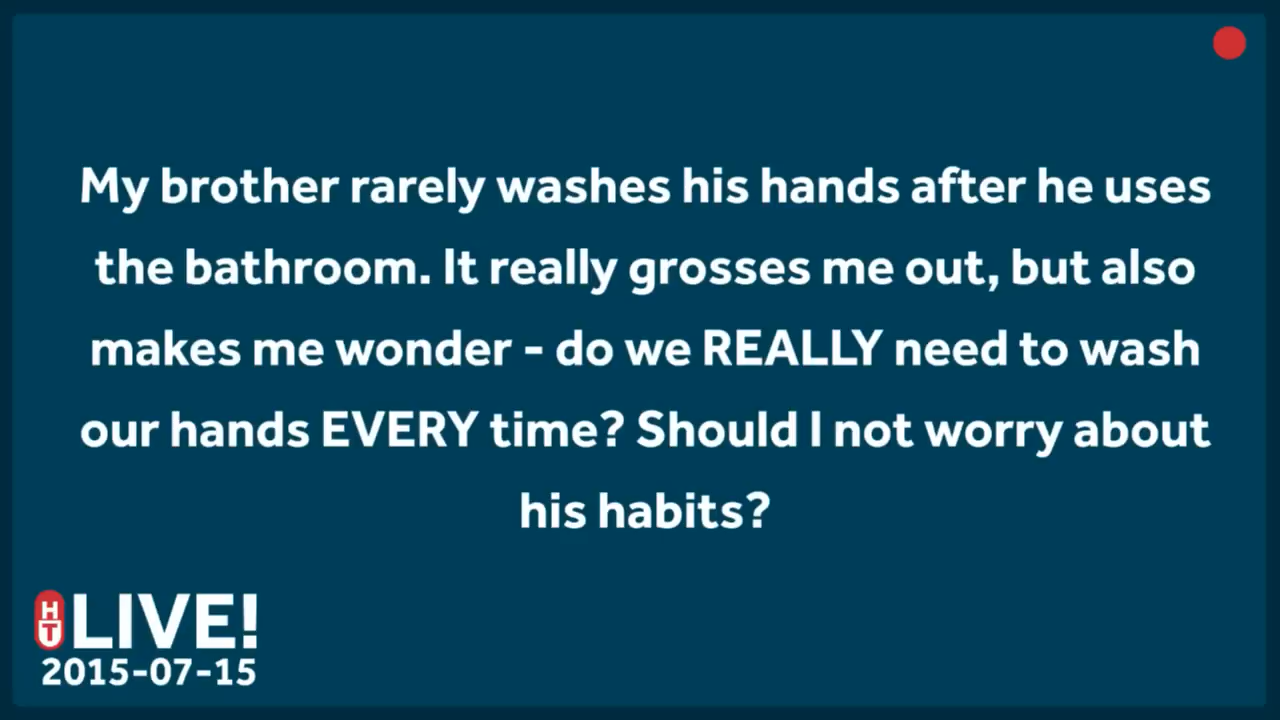 My brother rarely washes his hands after he uses
the bathroom. It really grosses me out, but also
makes me wonder - do we REALLY need to wash
our hands EVERY time? Should I not worry about
his habits?
HT LIVE!
2015-07-15